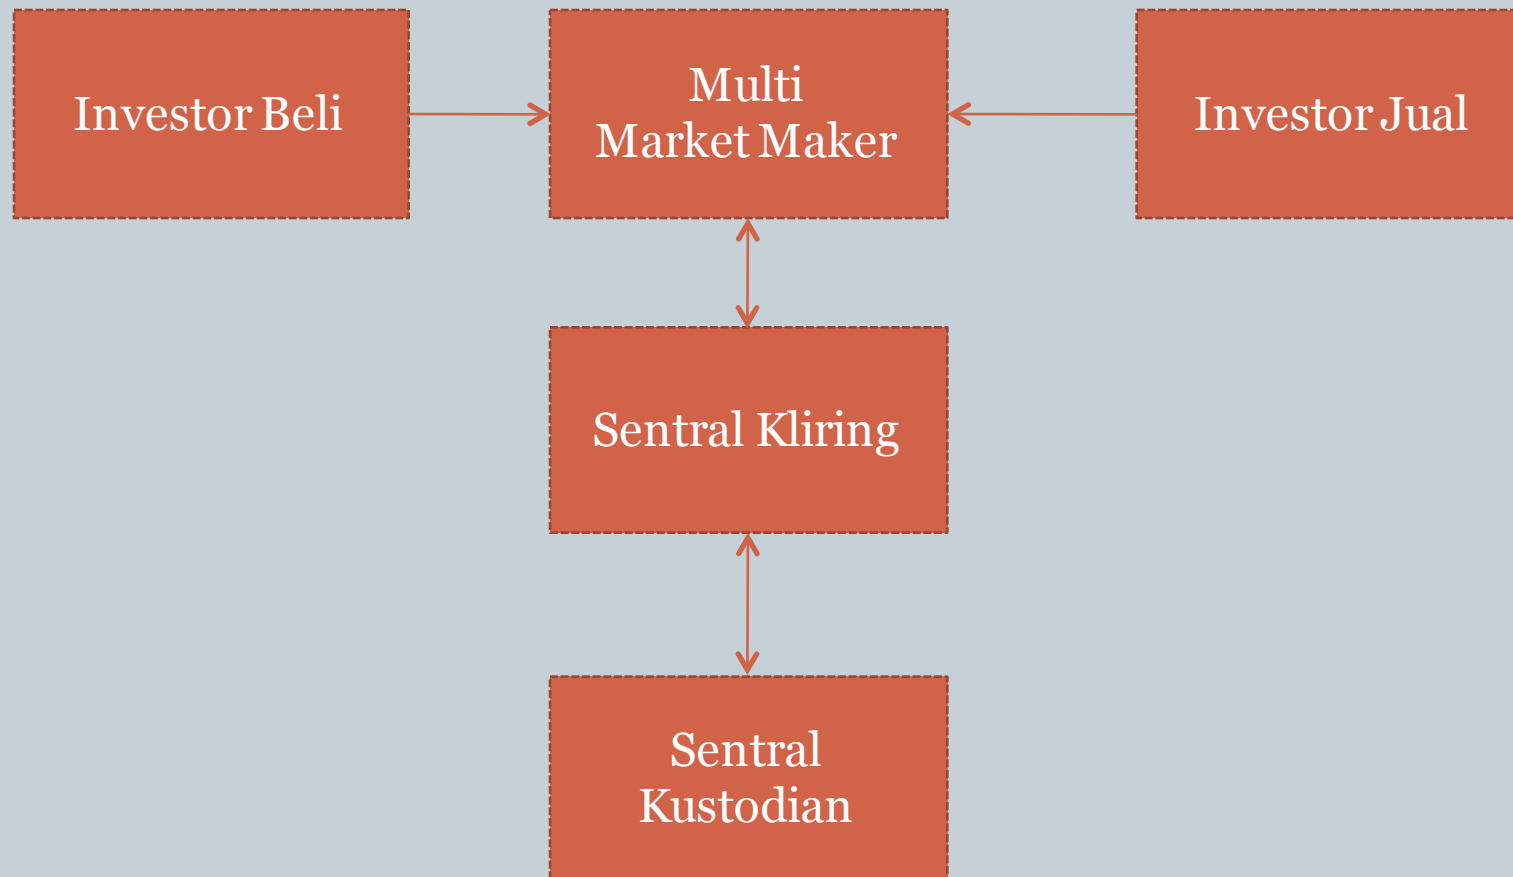 Investor Beli
Multi
Market Maker
Investor Jual
Sentral Kliring
Sentral
Kustodian